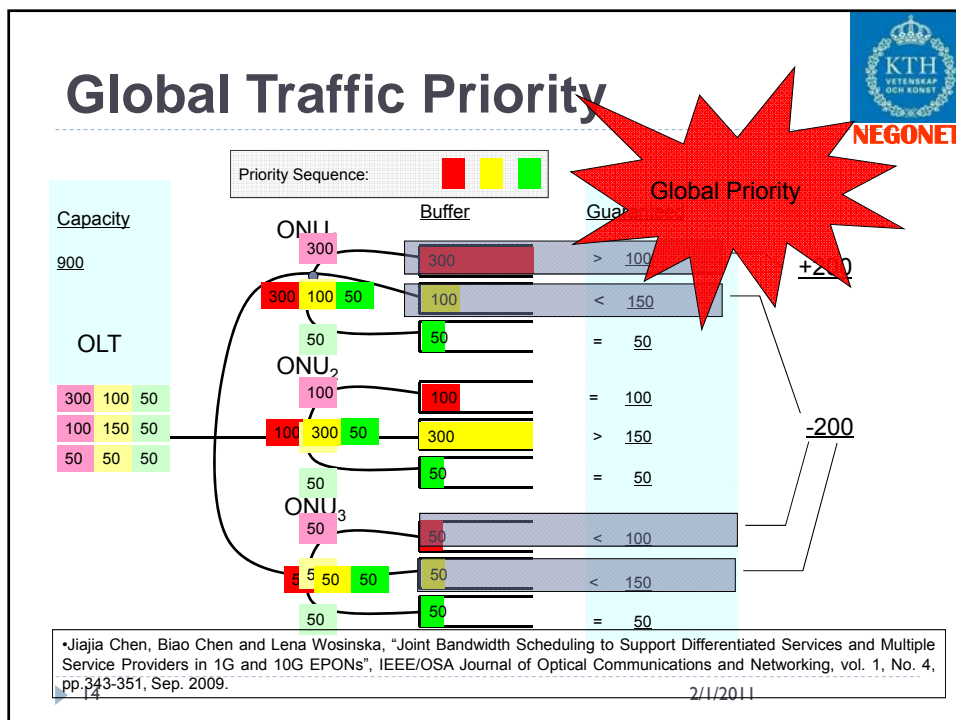 Global Traffic Priority
KTH
VETENSKAP
OCH KONST
NEGONET
Priority Sequence:
Global Priority
Capacity
900
OLT
300 100 50
100 150 50
50 50 50
Buffer
ONU
300
300 100 50
50
300 > 100
100 < 150
50 = 50
+200
ONU2
100
100 300 50
50
100 = 100
300 > 150
50 = 50
-200
ONU3
50
50 50
50
50 < 100
50 < 150
50 = 50
•Jiajia Chen, Biao Chen and Lena Wosinska, “Joint Bandwidth Scheduling to Support Differentiated Services and Multiple
Service Providers in 1G and 10G EPONs”, IEEE/OSA Journal of Optical Communications and Networking, vol. 1, No. 4,
pp.343-351, Sep. 2009.
14
2/1/2011